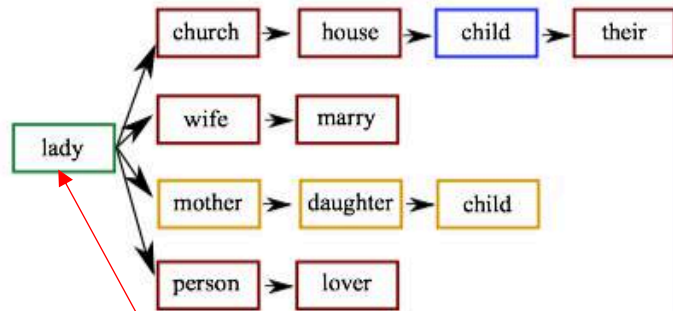 church house child their
wife marry
lady
mother daughter child
person lover